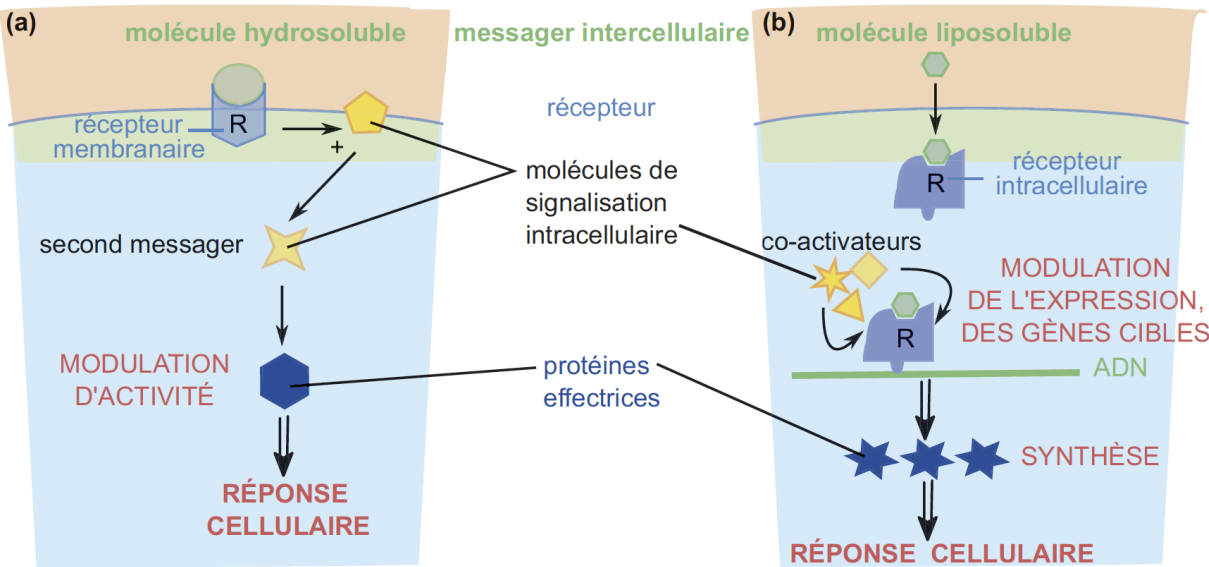 (a)
molécule hydrosoluble
messager intercellulaire
(b)
molécule liposoluble
R
récepteur
membranaire
+
récepteur
récepteur
intracellulaire
R
molécules de
signalisation
intracellulaire
second messager
co-activateurs
MODULATION
DE L'EXPRESSION,
DES GÈNES CIBLES
R
ADN
MODULATION
D'ACTIVITÉ
protéines
effectrices
SYNTHÈSE
RÉPONSE
CELLULAIRE
RÉPONSE CELLULAIRE